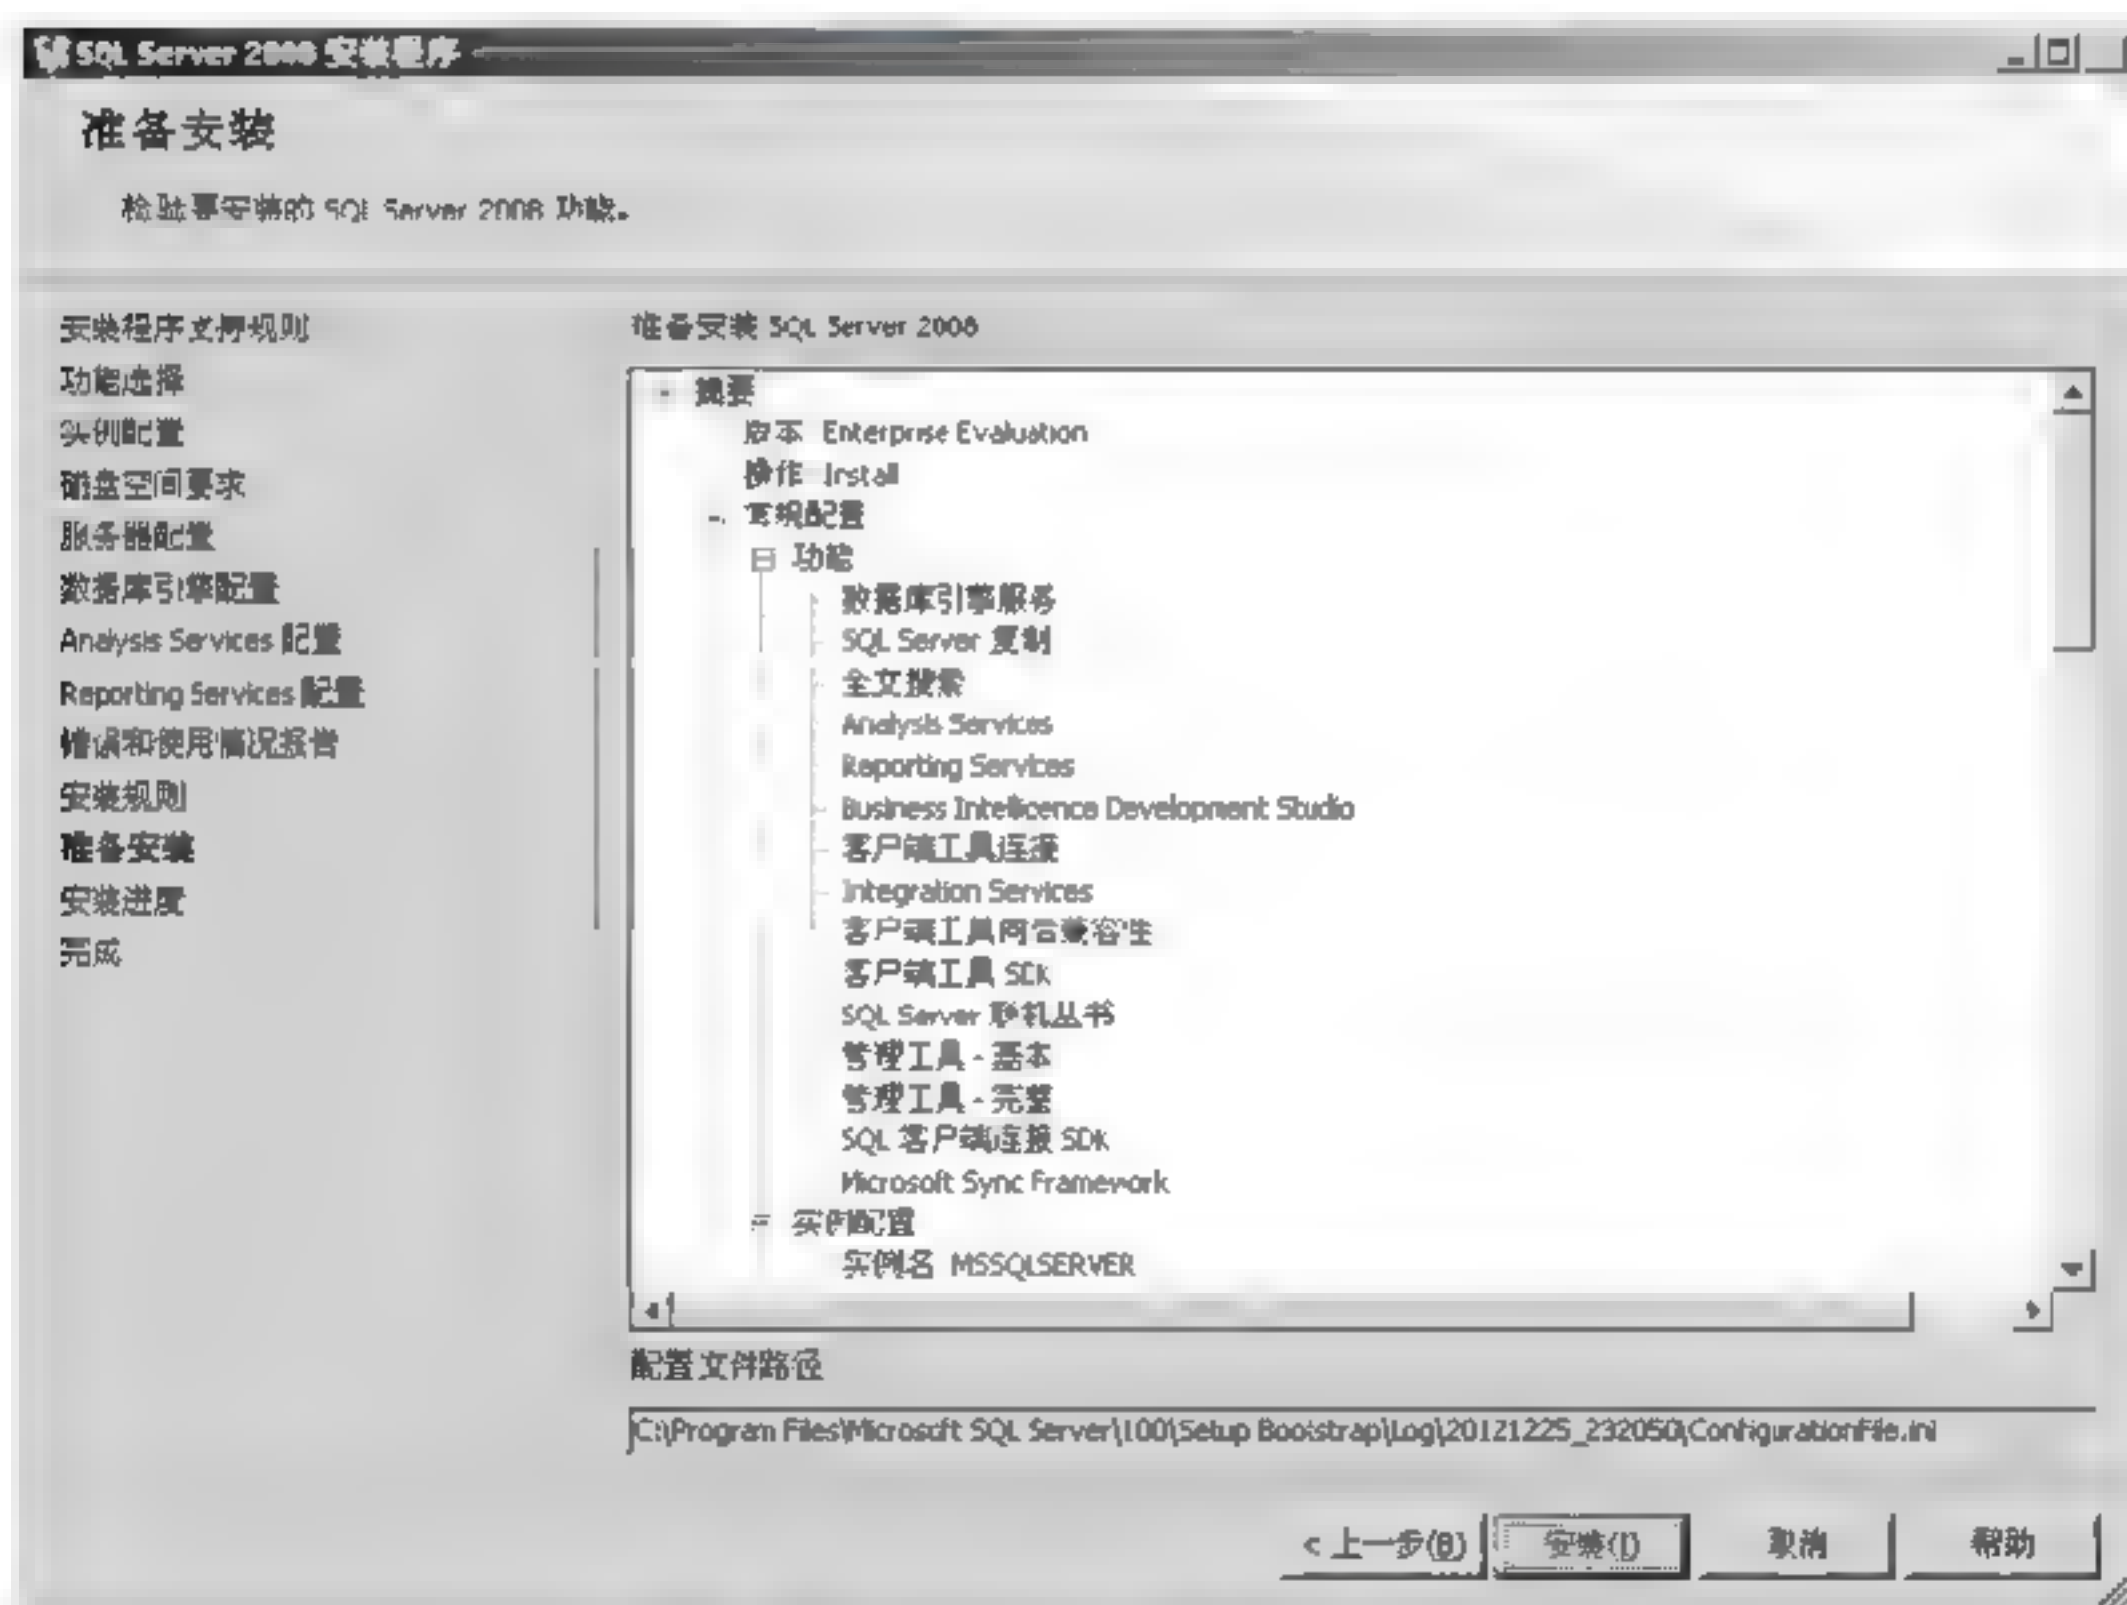 SQL Server 2008 安装程序
准备安装
检验要安装的 SQL Server 2008 功能。
安装程序支持规则
功能选择
实例配置
磁盘空间要求
服务器配置
数据库引擎配置
Analysis Services 配置
Reporting Services 配置
错误和使用情况报告
安装规则
准备安装
安装进度
完成
准备安装 SQL Server 2008
摘要
版本 Enterprise Evaluation
操作 Install
常规配置
功能
数据库引擎服务
SQL Server 复制
全文搜索
Analysis Services
Reporting Services
Business Intelligence Development Studio
客户端工具连接
Integration Services
客户端工具向后兼容性
客户端工具 SDK
SQL Server 联机丛书
管理工具 - 基本
管理工具 - 完整
SQL 客户端连接 SDK
Microsoft Sync Framework
实例配置
实例名 MSSQLSERVER
配置文件路径
C:\Program Files\Microsoft SQL Server\100\Setup Bootstrap\Log\20121225_232050\ConfigurationFile.ini
< 上一步(B)
安装(I)
取消
帮助